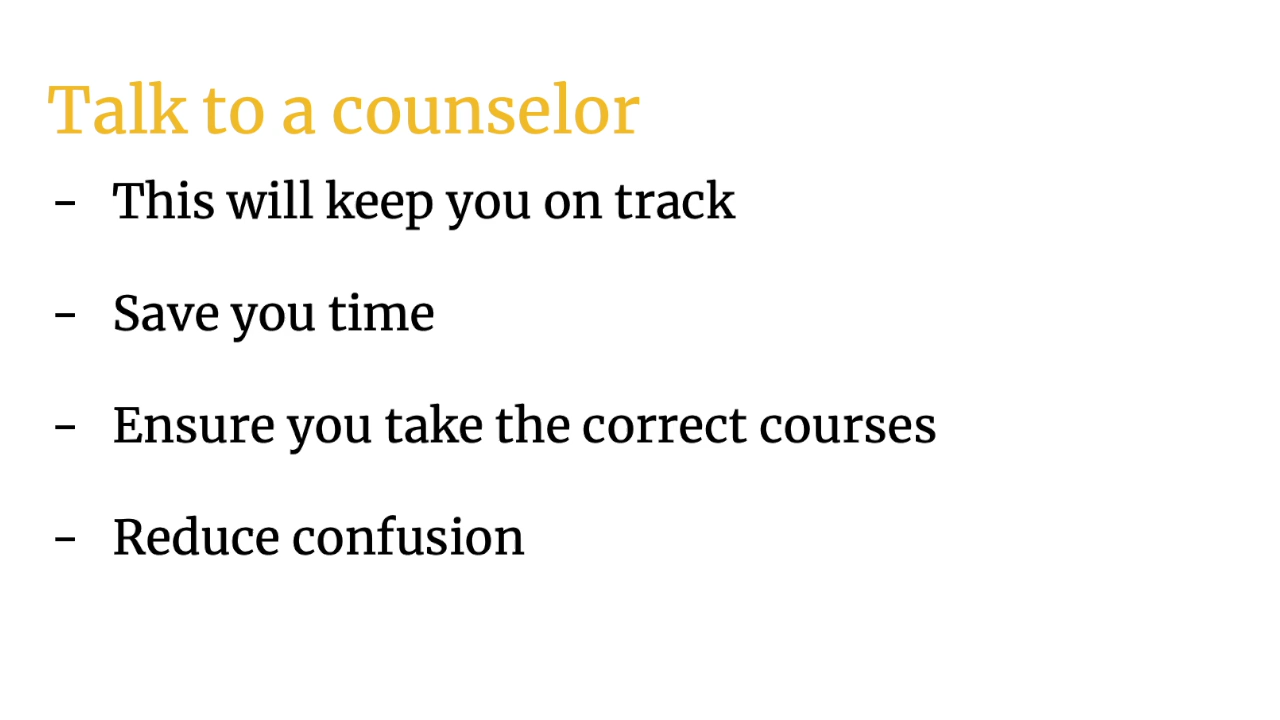 Talk to a counselor
- This will keep you on track
- Save you time
- Ensure you take the correct courses
- Reduce confusion